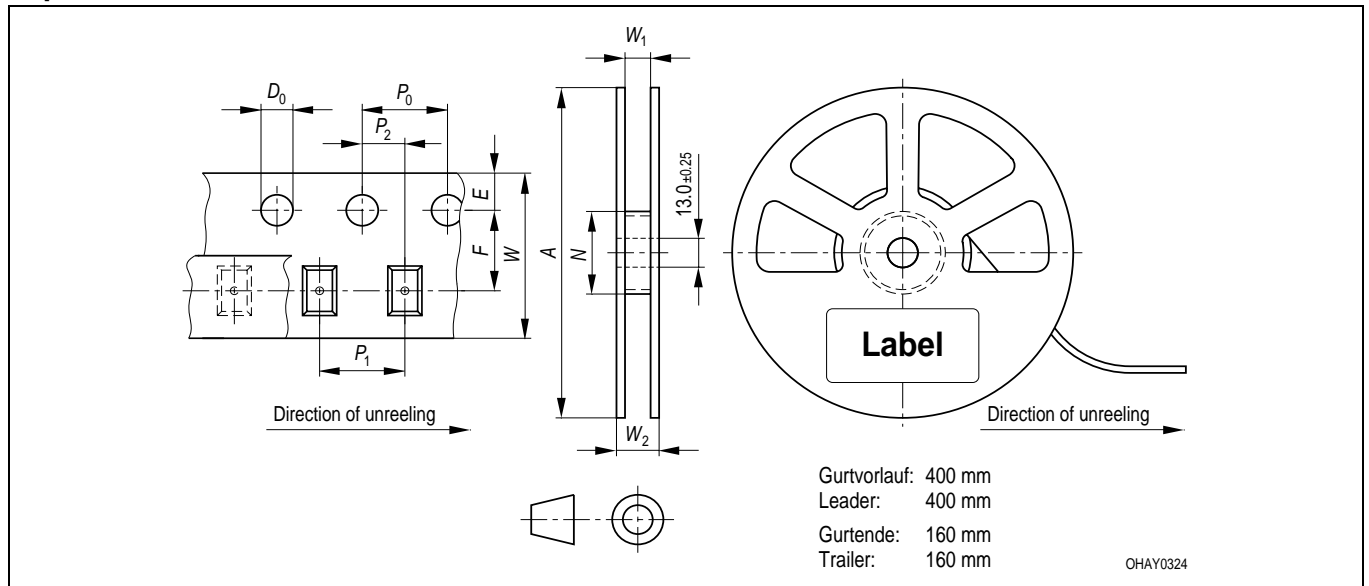 W₁
D₀
P₀
P₂
E
F
W
A
N
13.0 ±0.25
Label
P₁
Direction of unreeling
Direction of unreeling
W₂
Gurtvorlauf: 400 mm
Leader: 400 mm
Gurtende: 160 mm
Trailer: 160 mm
OHAY0324